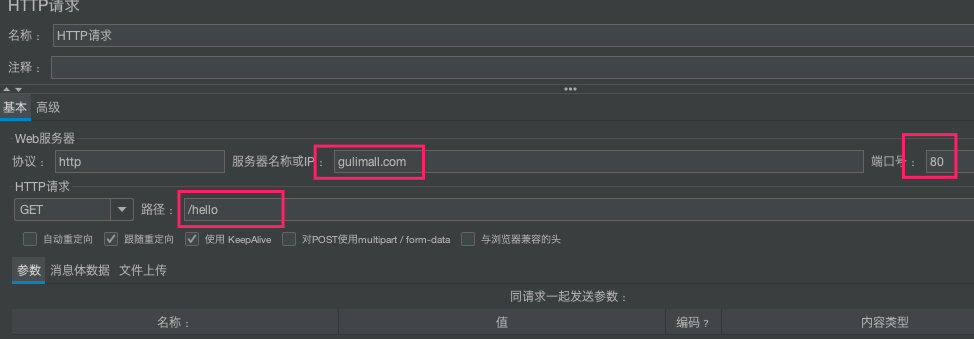 HTTP请求
名称： HTTP请求
注释：
基本 高级
Web服务器
协议： http 服务器名称或IP： gulimall.com 端口号： 80
HTTP请求
GET 路径： /hello
自动重定向 跟随重定向 使用 KeepAlive 对POST使用multipart / form-data 与浏览器兼容的头
参数 消息体数据 文件上传
同请求一起发送参数：
名称： 值 编码？ 内容类型